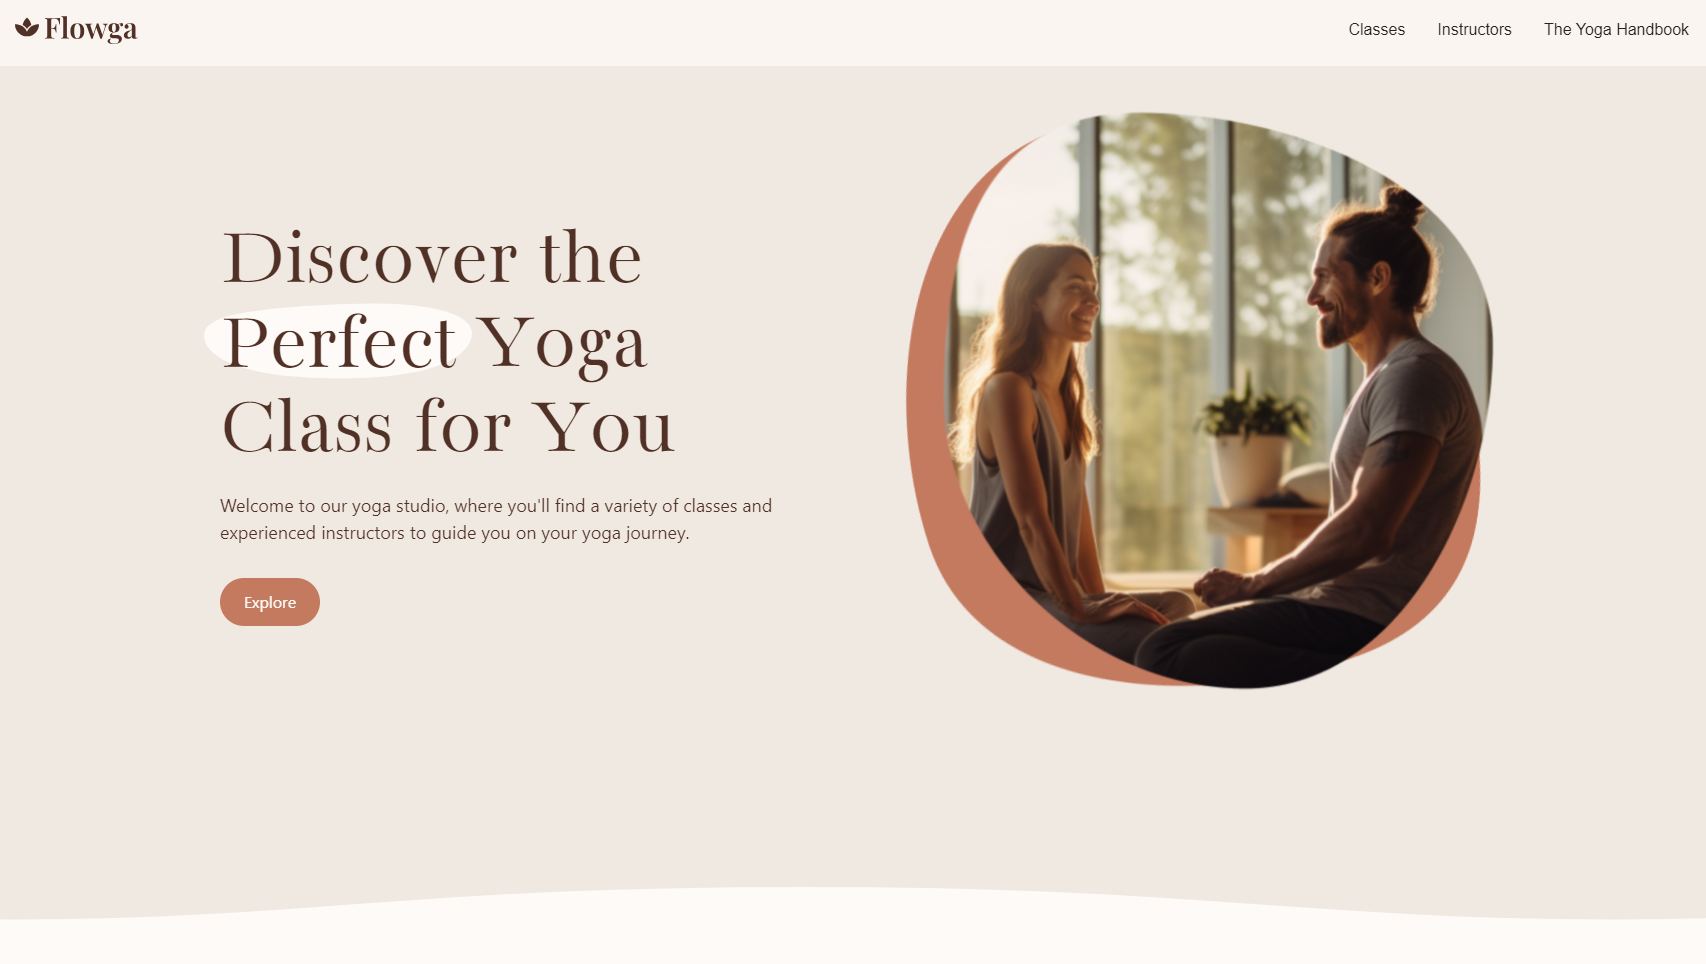 Flowga
Classes
Instructors
The Yoga Handbook
Discover the
Perfect Yoga
Class for You
Welcome to our yoga studio, where you'll find a variety of classes and
experienced instructors to guide you on your yoga journey.
Explore